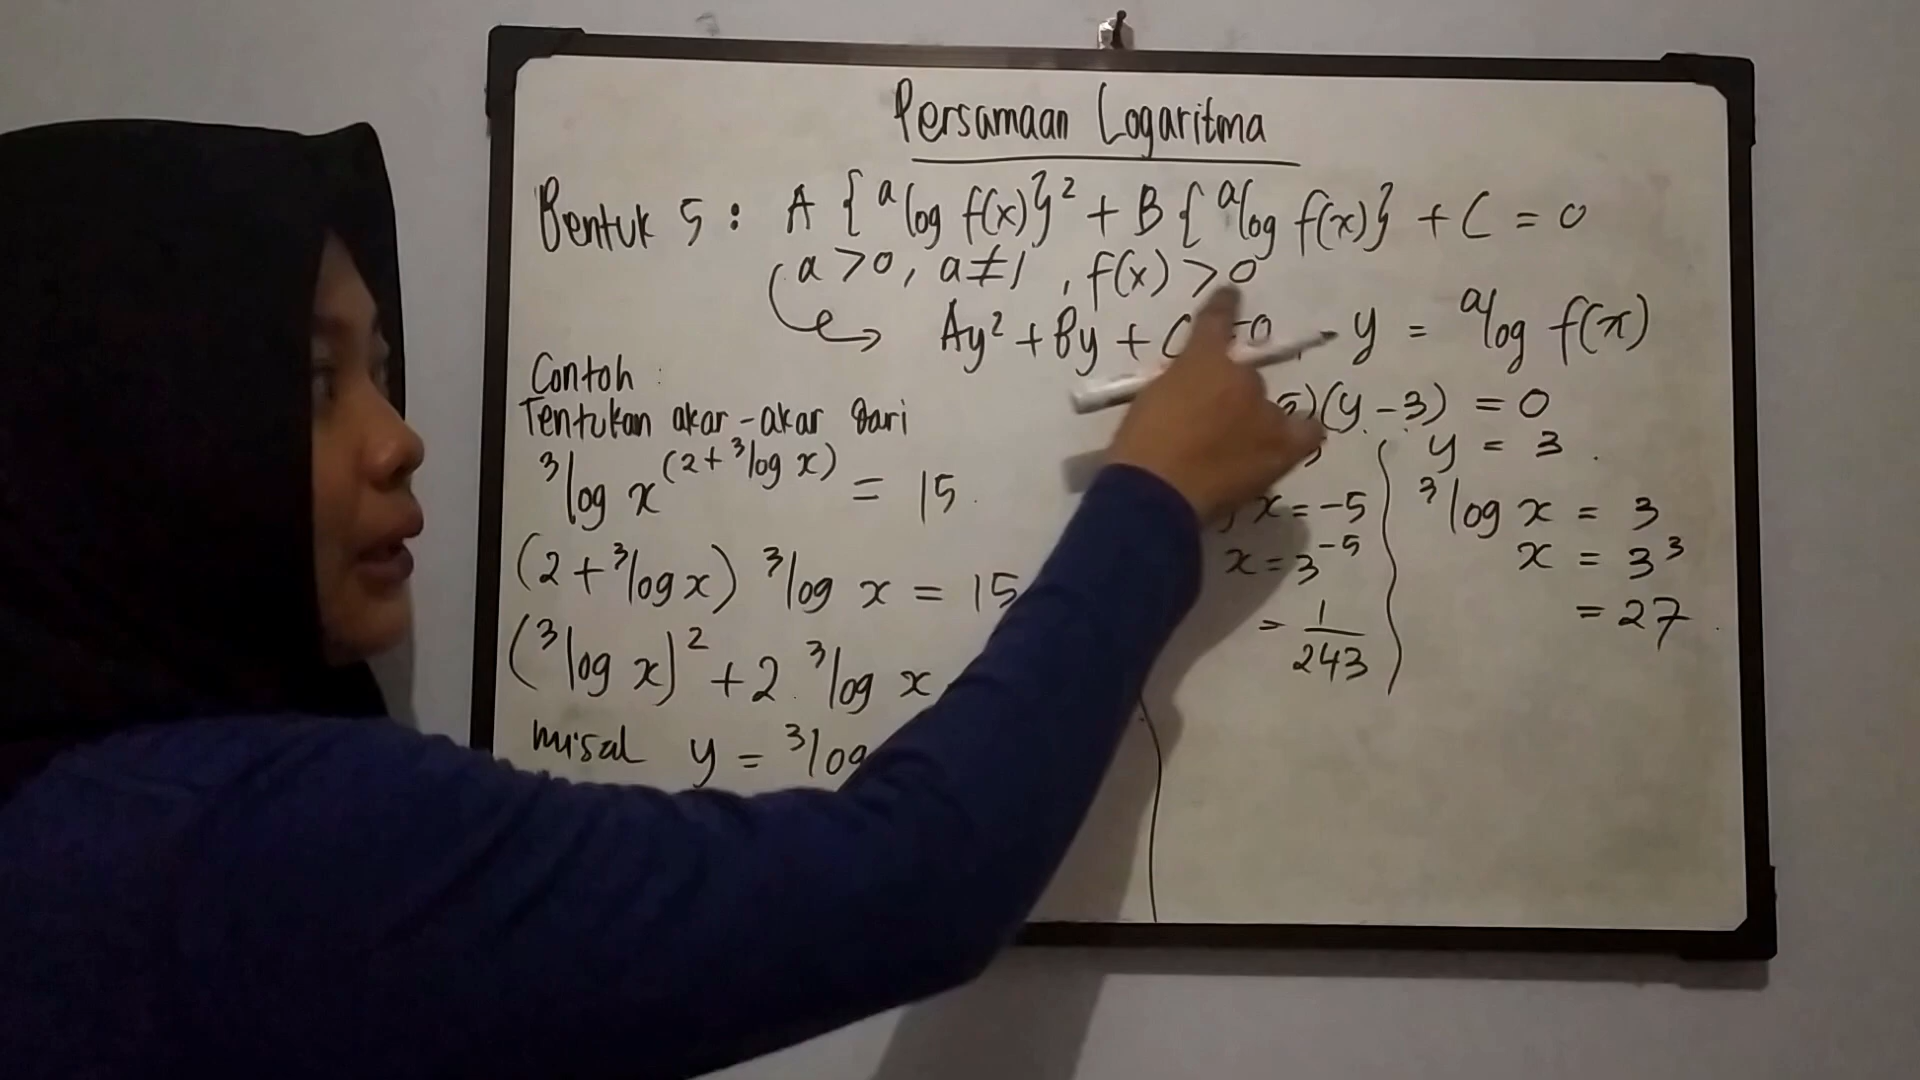 Persamaan Logaritma
Bentuk 5 : A {ᵃlog f(x)}² + B {ᵃlog f(x)} + C = 0
a > 0, a ≠ 1, f(x) > 0
Ay² + By + C = 0, y = ᵃlog f(x)
Contoh :
Tentukan akar-akar dari
³log x^(2 + ³log x) = 15
(2 + ³log x) ³log x = 15
(³log x)² + 2 . ³log x
misal y = ³log
5)(y - 3) = 0
x = -5
x = 3⁻⁵
= 1/243
y = 3
³log x = 3
x = 3³
= 27